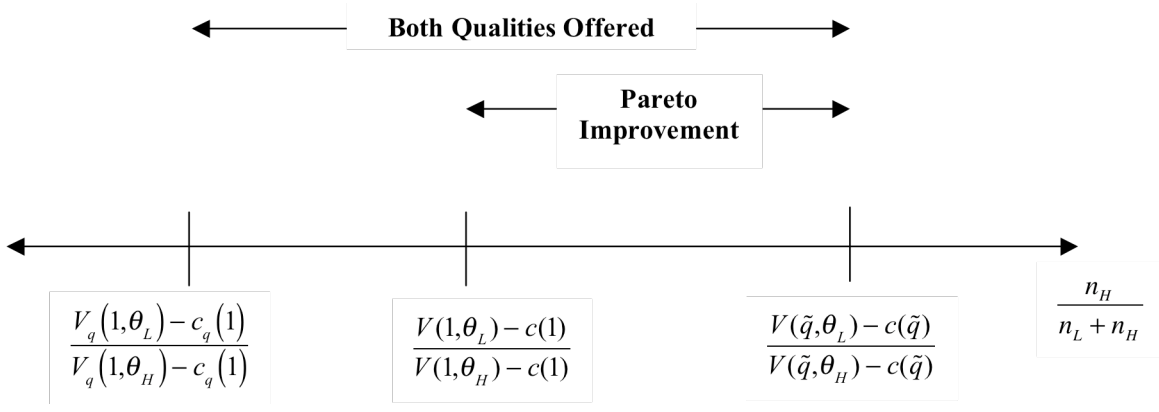 Both Qualities Offered
Pareto
Improvement
V_q(1,θ_L) − c_q(1)
V_q(1,θ_H) − c_q(1)
V(1,θ_L) − c(1)
V(1,θ_H) − c(1)
V(q̃,θ_L) − c(q̃)
V(q̃,θ_H) − c(q̃)
n_H
n_L + n_H